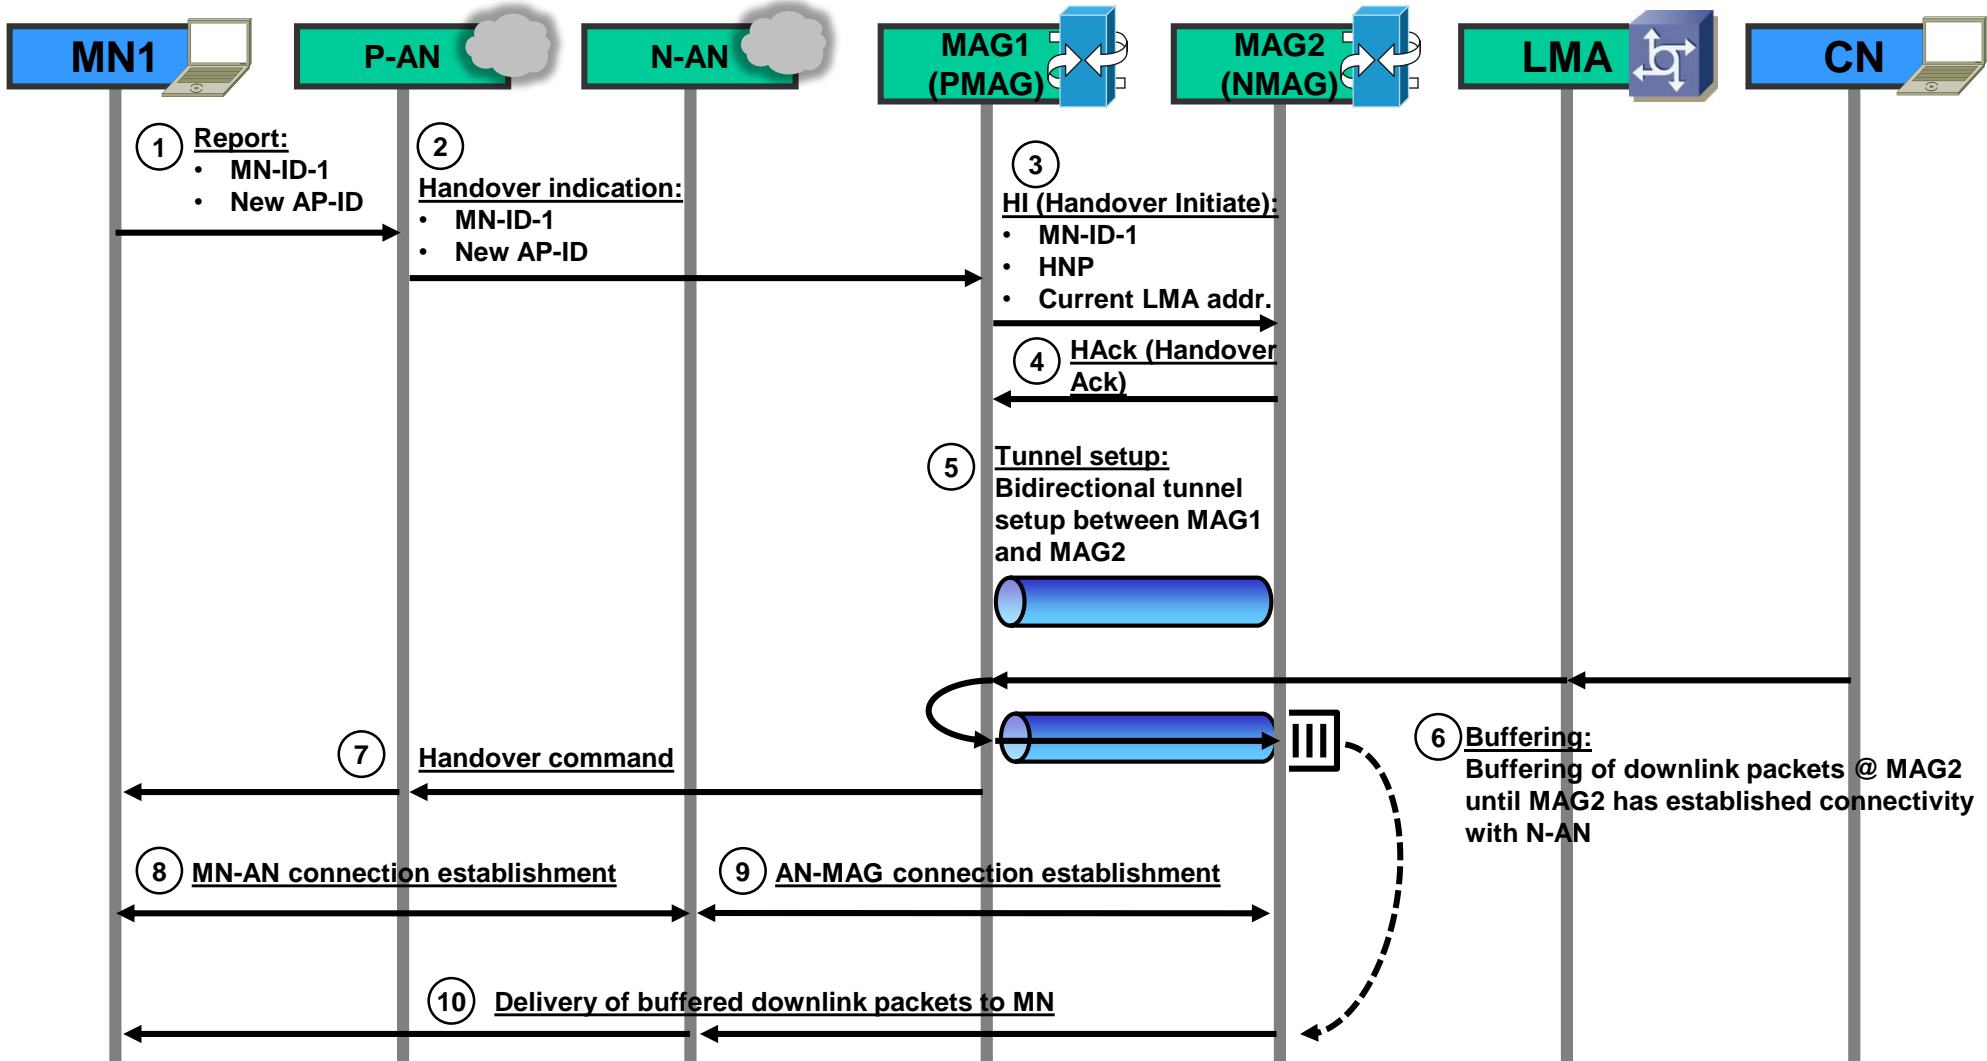 MN1
P-AN
N-AN
MAG1
(PMAG)
MAG2
(NMAG)
LMA
CN
1
Report:
• MN-ID-1
• New AP-ID
2
Handover indication:
• MN-ID-1
• New AP-ID
3
HI (Handover Initiate):
• MN-ID-1
• HNP
• Current LMA addr.
4
HAck (Handover
Ack)
5
Tunnel setup:
Bidirectional tunnel
setup between MAG1
and MAG2
6
Buffering:
Buffering of downlink packets @ MAG2
until MAG2 has established connectivity
with N-AN
7
Handover command
8
MN-AN connection establishment
9
AN-MAG connection establishment
10
Delivery of buffered downlink packets to MN